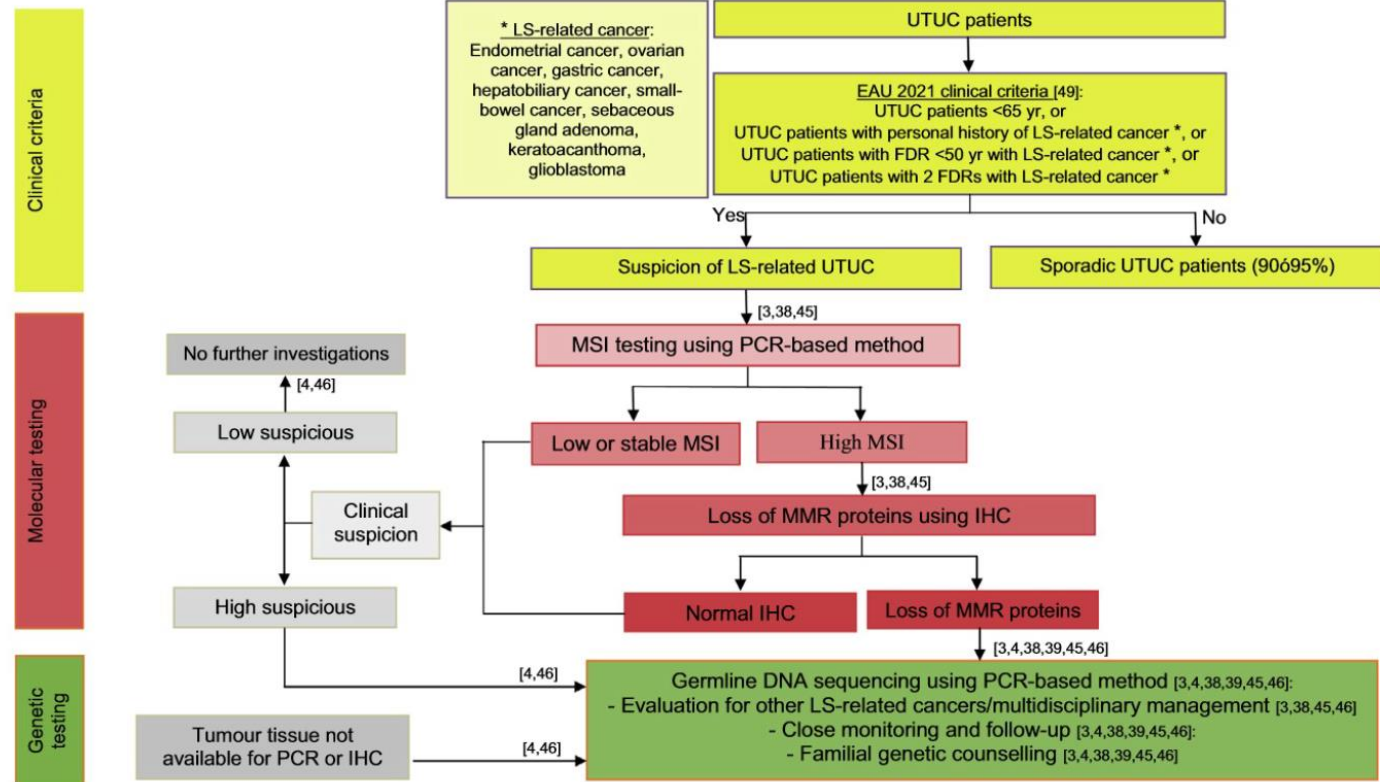 Clinical criteria
* LS-related cancer:
Endometrial cancer, ovarian
cancer, gastric cancer,
hepatobiliary cancer, small-
bowel cancer, sebaceous
gland adenoma,
keratoacanthoma,
glioblastoma
UTUC patients
EAU 2021 clinical criteria [49]:
UTUC patients <65 yr, or
UTUC patients with personal history of LS-related cancer *, or
UTUC patients with FDR <50 yr with LS-related cancer *, or
UTUC patients with 2 FDRs with LS-related cancer *
Yes
No
Suspicion of LS-related UTUC
Sporadic UTUC patients (90ó95%)
Molecular testing
[3,38,45]
MSI testing using PCR-based method
No further investigations
[4,46]
Low suspicious
Low or stable MSI
High MSI
[3,38,45]
Clinical
suspicion
Loss of MMR proteins using IHC
High suspicious
Normal IHC
Loss of MMR proteins
[3,4,38,39,45,46]
Genetic
testing
[4,46]
Germline DNA sequencing using PCR-based method [3,4,38,39,45,46]:
- Evaluation for other LS-related cancers/multidisciplinary management [3,38,45,46]
- Close monitoring and follow-up [3,4,38,39,45,46]:
- Familial genetic counselling [3,4,38,39,45,46]
Tumour tissue not
available for PCR or IHC
[4,46]